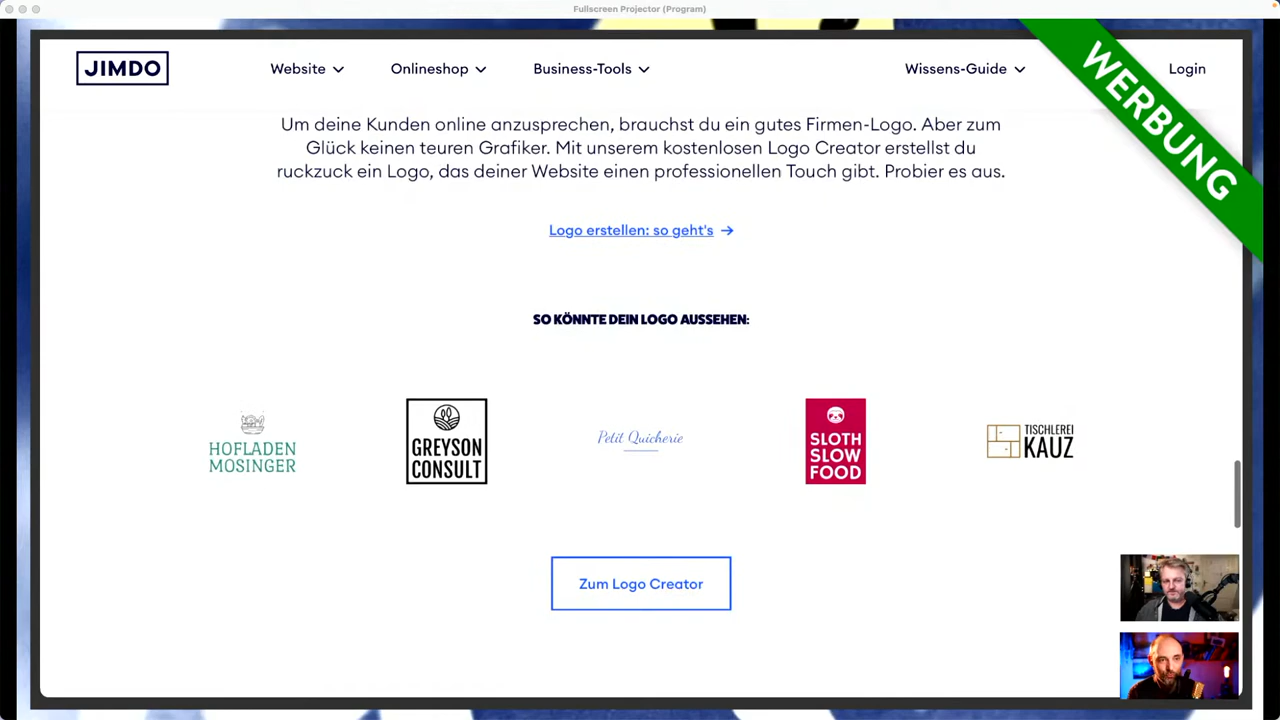 Fullscreen Projector (Program)
JIMDO
Website
Onlineshop
Business-Tools
Wissens-Guide
Login
WERBUNG
Um deine Kunden online anzusprechen, brauchst du ein gutes Firmen-Logo. Aber zum
Glück keinen teuren Grafiker. Mit unserem kostenlosen Logo Creator erstellst du
ruckzuck ein Logo, das deiner Website einen professionellen Touch gibt. Probier es aus.
Logo erstellen: so geht's →
SO KÖNNTE DEIN LOGO AUSSEHEN:
HOFLADEN
MOSINGER
GREYSON
CONSULT
Petit Quicherie
SLOTH
SLOW
FOOD
TISCHLEREI
KAUZ
Zum Logo Creator